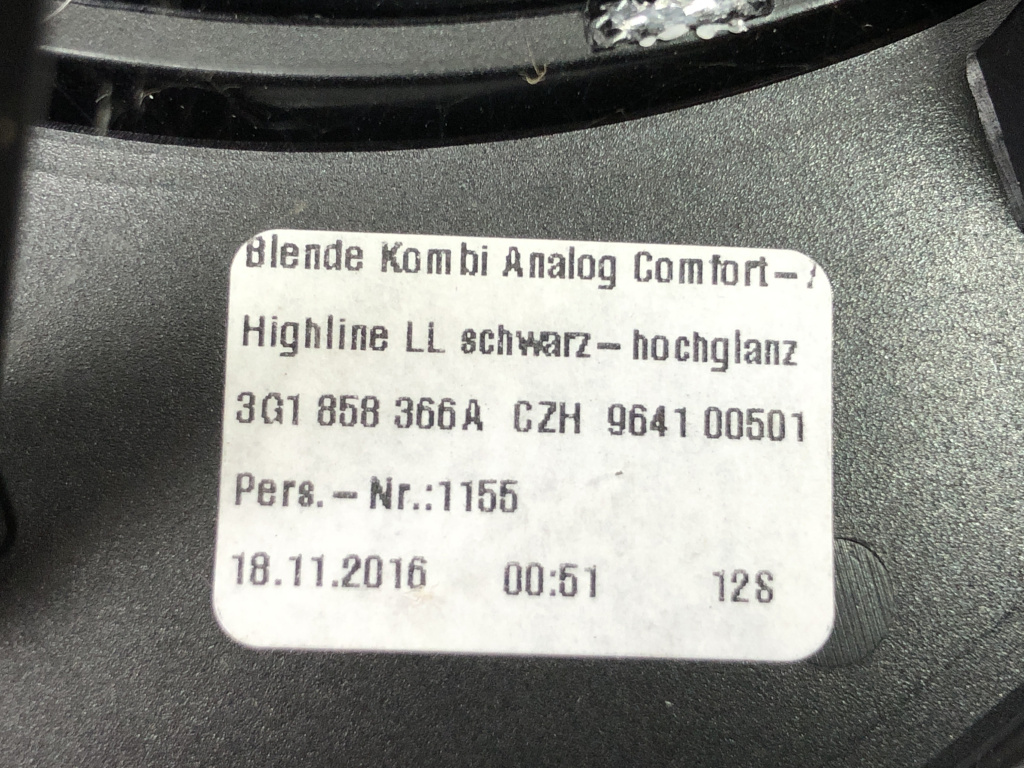 Blende Kombi Analog Comfort-/
Highline LL schwarz-hochglanz
3G1 858 366A CZH 9641 00501
Pers.- Nr.:1155
18.11.2016 00:51 12S